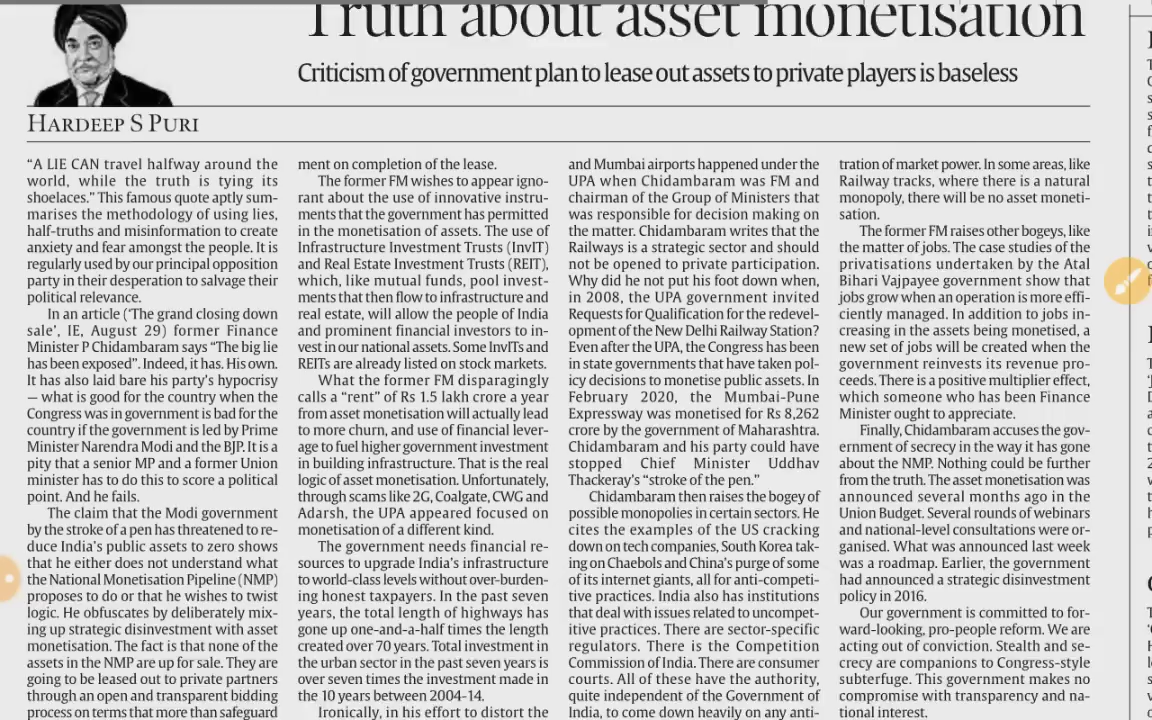 Truth about asset monetisation
Criticism of government plan to lease out assets to private players is baseless
HARDEEP S PURI
“A LIE CAN travel halfway around the
world, while the truth is tying its
shoelaces.” This famous quote aptly sum-
marises the methodology of using lies,
half-truths and misinformation to create
anxiety and fear amongst the people. It is
regularly used by our principal opposition
party in their desperation to salvage their
political relevance.
In an article (‘The grand closing down
sale’, IE, August 29) former Finance
Minister P Chidambaram says “The big lie
has been exposed”. Indeed, it has. His own.
It has also laid bare his party’s hypocrisy
— what is good for the country when the
Congress was in government is bad for the
country if the government is led by Prime
Minister Narendra Modi and the BJP. It is a
pity that a senior MP and a former Union
minister has to do this to score a political
point. And he fails.
The claim that the Modi government
by the stroke of a pen has threatened to re-
duce India’s public assets to zero shows
that he either does not understand what
the National Monetisation Pipeline (NMP)
proposes to do or that he wishes to twist
logic. He obfuscates by deliberately mix-
ing up strategic disinvestment with asset
monetisation. The fact is that none of the
assets in the NMP are up for sale. They are
going to be leased out to private partners
through an open and transparent bidding
process on terms that more than safeguard
ment on completion of the lease.
The former FM wishes to appear igno-
rant about the use of innovative instru-
ments that the government has permitted
in the monetisation of assets. The use of
Infrastructure Investment Trusts (InvIT)
and Real Estate Investment Trusts (REIT),
which, like mutual funds, pool invest-
ments that then flow to infrastructure and
real estate, will allow the people of India
and prominent financial investors to in-
vest in our national assets. Some InvITs and
REITs are already listed on stock markets.
What the former FM disparagingly
calls a “rent” of Rs 1.5 lakh crore a year
from asset monetisation will actually lead
to more churn, and use of financial lever-
age to fuel higher government investment
in building infrastructure. That is the real
logic of asset monetisation. Unfortunately,
through scams like 2G, Coalgate, CWG and
Adarsh, the UPA appeared focused on
monetisation of a different kind.
The government needs financial re-
sources to upgrade India’s infrastructure
to world-class levels without over-burden-
ing honest taxpayers. In the past seven
years, the total length of highways has
gone up one-and-a-half times the length
created over 70 years. Total investment in
the urban sector in the past seven years is
over seven times the investment made in
the 10 years between 2004-14.
Ironically, in his effort to distort the
and Mumbai airports happened under the
UPA when Chidambaram was FM and
chairman of the Group of Ministers that
was responsible for decision making on
the matter. Chidambaram writes that the
Railways is a strategic sector and should
not be opened to private participation.
Why did he not put his foot down when,
in 2008, the UPA government invited
Requests for Qualification for the redevel-
opment of the New Delhi Railway Station?
Even after the UPA, the Congress has been
in state governments that have taken pol-
icy decisions to monetise public assets. In
February 2020, the Mumbai-Pune
Expressway was monetised for Rs 8,262
crore by the government of Maharashtra.
Chidambaram and his party could have
stopped Chief Minister Uddhav
Thackeray’s “stroke of the pen.”
Chidambaram then raises the bogey of
possible monopolies in certain sectors. He
cites the examples of the US cracking
down on tech companies, South Korea tak-
ing on Chaebols and China’s purge of some
of its internet giants, all for anti-competi-
tive practices. India also has institutions
that deal with issues related to uncompet-
itive practices. There are sector-specific
regulators. There is the Competition
Commission of India. There are consumer
courts. All of these have the authority,
quite independent of the Government of
India, to come down heavily on any anti-
tration of market power. In some areas, like
Railway tracks, where there is a natural
monopoly, there will be no asset moneti-
sation.
The former FM raises other bogeys, like
the matter of jobs. The case studies of the
privatisations undertaken by the Atal
Bihari Vajpayee government show that
jobs grow when an operation is more effi-
ciently managed. In addition to jobs in-
creasing in the assets being monetised, a
new set of jobs will be created when the
government reinvests its revenue pro-
ceeds. There is a positive multiplier effect,
which someone who has been Finance
Minister ought to appreciate.
Finally, Chidambaram accuses the gov-
ernment of secrecy in the way it has gone
about the NMP. Nothing could be further
from the truth. The asset monetisation was
announced several months ago in the
Union Budget. Several rounds of webinars
and national-level consultations were or-
ganised. What was announced last week
was a roadmap. Earlier, the government
had announced a strategic disinvestment
policy in 2016.
Our government is committed to for-
ward-looking, pro-people reform. We are
acting out of conviction. Stealth and se-
crecy are companions to Congress-style
subterfuge. This government makes no
compromise with transparency and na-
tional interest.